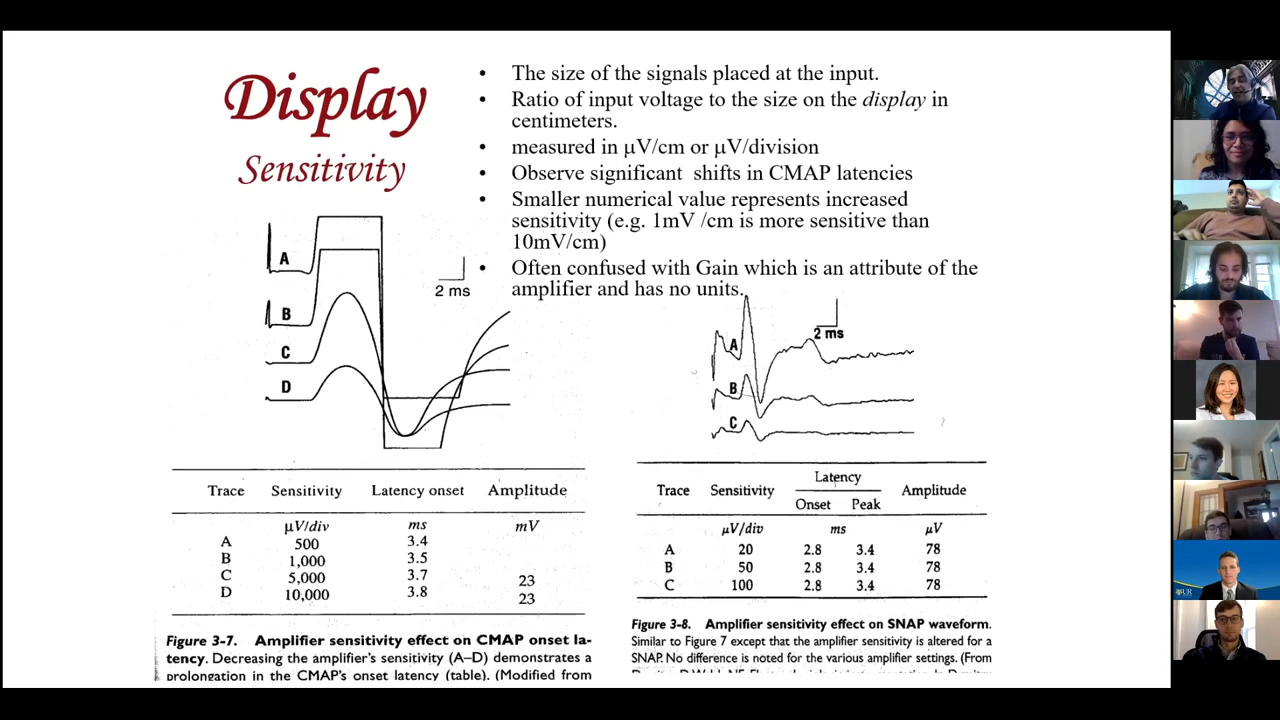 Display
Sensitivity
• The size of the signals placed at the input.
• Ratio of input voltage to the size on the display in
centimeters.
• measured in μV/cm or μV/division
• Observe significant shifts in CMAP latencies
• Smaller numerical value represents increased
sensitivity (e.g. 1mV /cm is more sensitive than
10mV/cm)
• Often confused with Gain which is an attribute of the
amplifier and has no units.
A
B
C
D
2 ms
A
B
C
2 ms
Trace Sensitivity Latency onset Amplitude
μV/div ms mV
A 500 3.4
B 1,000 3.5
C 5,000 3.7 23
D 10,000 3.8 23
Figure 3-7. Amplifier sensitivity effect on CMAP onset la-
tency. Decreasing the amplifier's sensitivity (A–D) demonstrates a
prolongation in the CMAP's onset latency (table). (Modified from
Latency
Trace Sensitivity Onset Peak Amplitude
μV/div ms μV
A 20 2.8 3.4 78
B 50 2.8 3.4 78
C 100 2.8 3.4 78
Figure 3-8. Amplifier sensitivity effect on SNAP waveform.
Similar to Figure 7 except that the amplifier sensitivity is altered for a
SNAP. No difference is noted for the various amplifier settings. (From